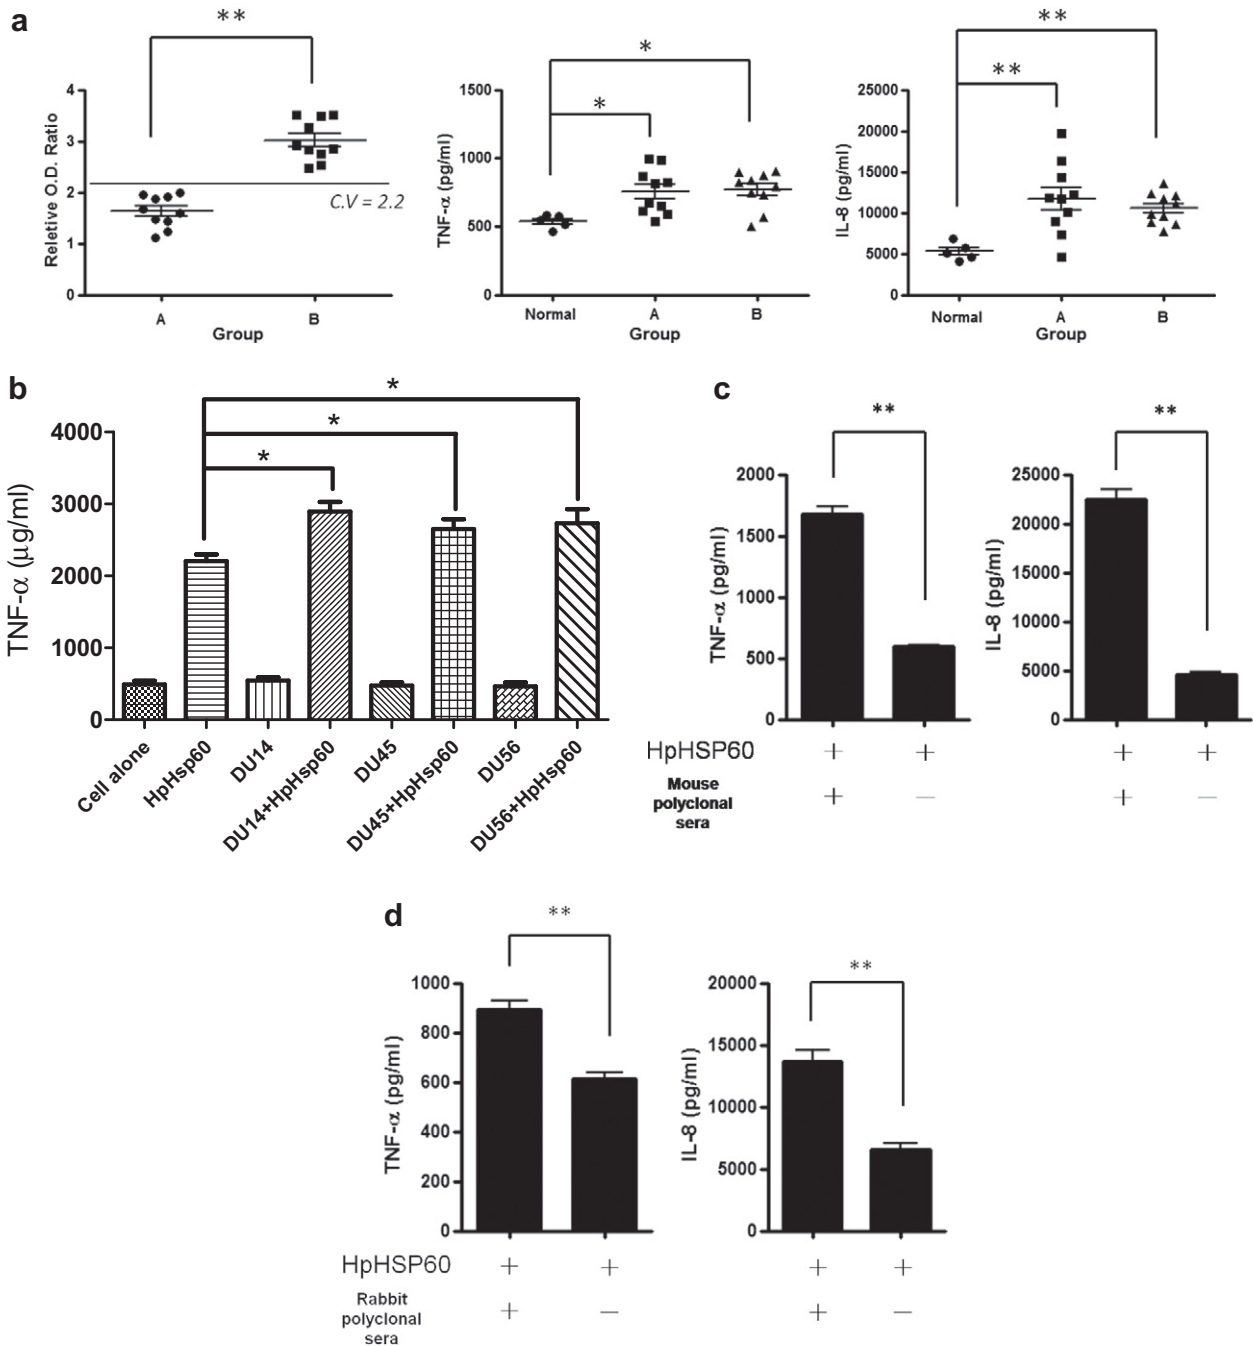 a
**
4
3
2
1
0
Reletive O.D. Ratio
C.V = 2.2
A
B
Group
*
*
1500
1000
500
0
TNF-α (pg/ml)
Normal
A
B
Group
**
**
25000
20000
15000
10000
5000
0
IL-8 (pg/ml)
Normal
A
B
Group
b
*
*
*
4000
3000
2000
1000
0
TNF-α (μg/ml)
Cell alone
HpHsp60
DU14
DU14+HpHsp60
DU45
DU45+HpHsp60
DU56
DU56+HpHsp60
c
**
2000
1500
1000
500
0
TNF-α (pg/ml)
**
25000
20000
15000
10000
5000
0
IL-8 (pg/ml)
HpHSP60 + + + +
Mouse
polyclonal + − + −
sera
d
**
1000
800
600
400
200
0
TNF-α (pg/ml)
**
20000
15000
10000
5000
0
IL-8 (pg/ml)
HpHSP60 + + + +
Rabbit
polyclonal + − + −
sera